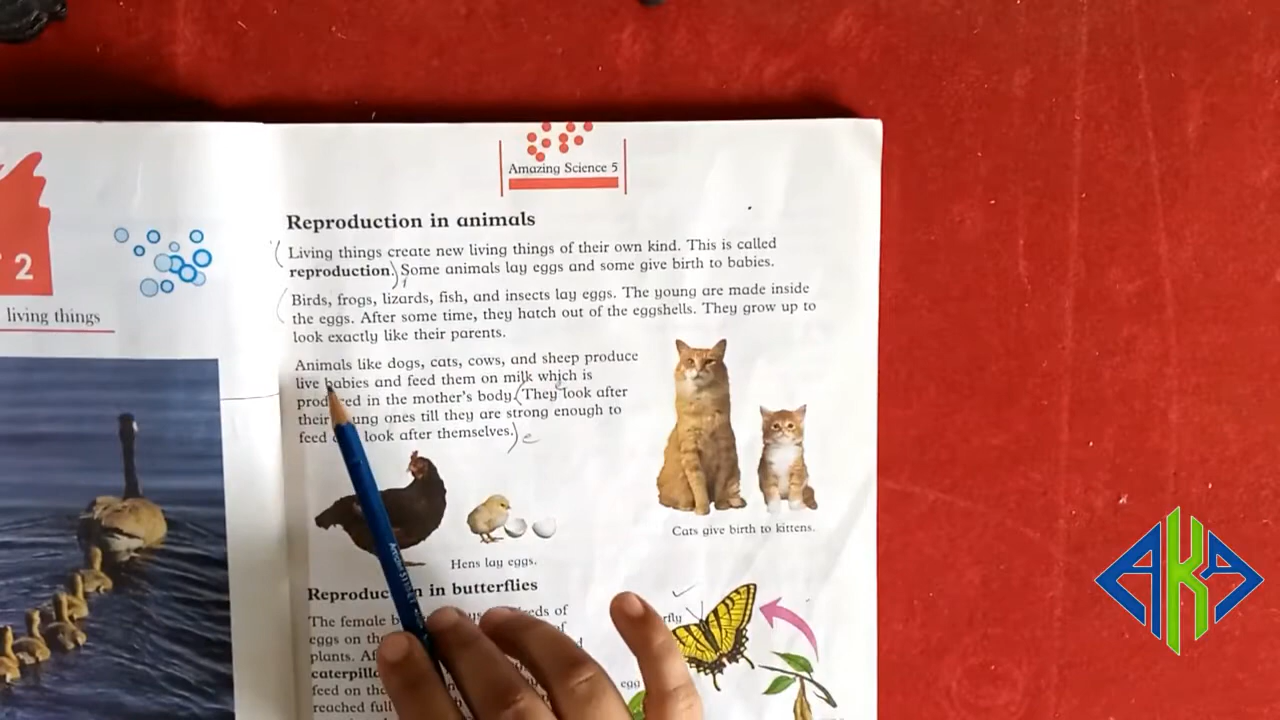 2
living things
Amazing Science 5
Reproduction in animals
Living things create new living things of their own kind. This is called
reproduction. Some animals lay eggs and some give birth to babies.
Birds, frogs, lizards, fish, and insects lay eggs. The young are made inside
the eggs. After some time, they hatch out of the eggshells. They grow up to
look exactly like their parents.
Animals like dogs, cats, cows, and sheep produce
live babies and feed them on milk which is
produced in the mother's body. They look after
their young ones till they are strong enough to
feed and look after themselves.
Cats give birth to kittens.
Hens lay eggs.
Reproduction in butterflies
The female
eggs on the
plants.
feed on the
reached full
egg
AKA